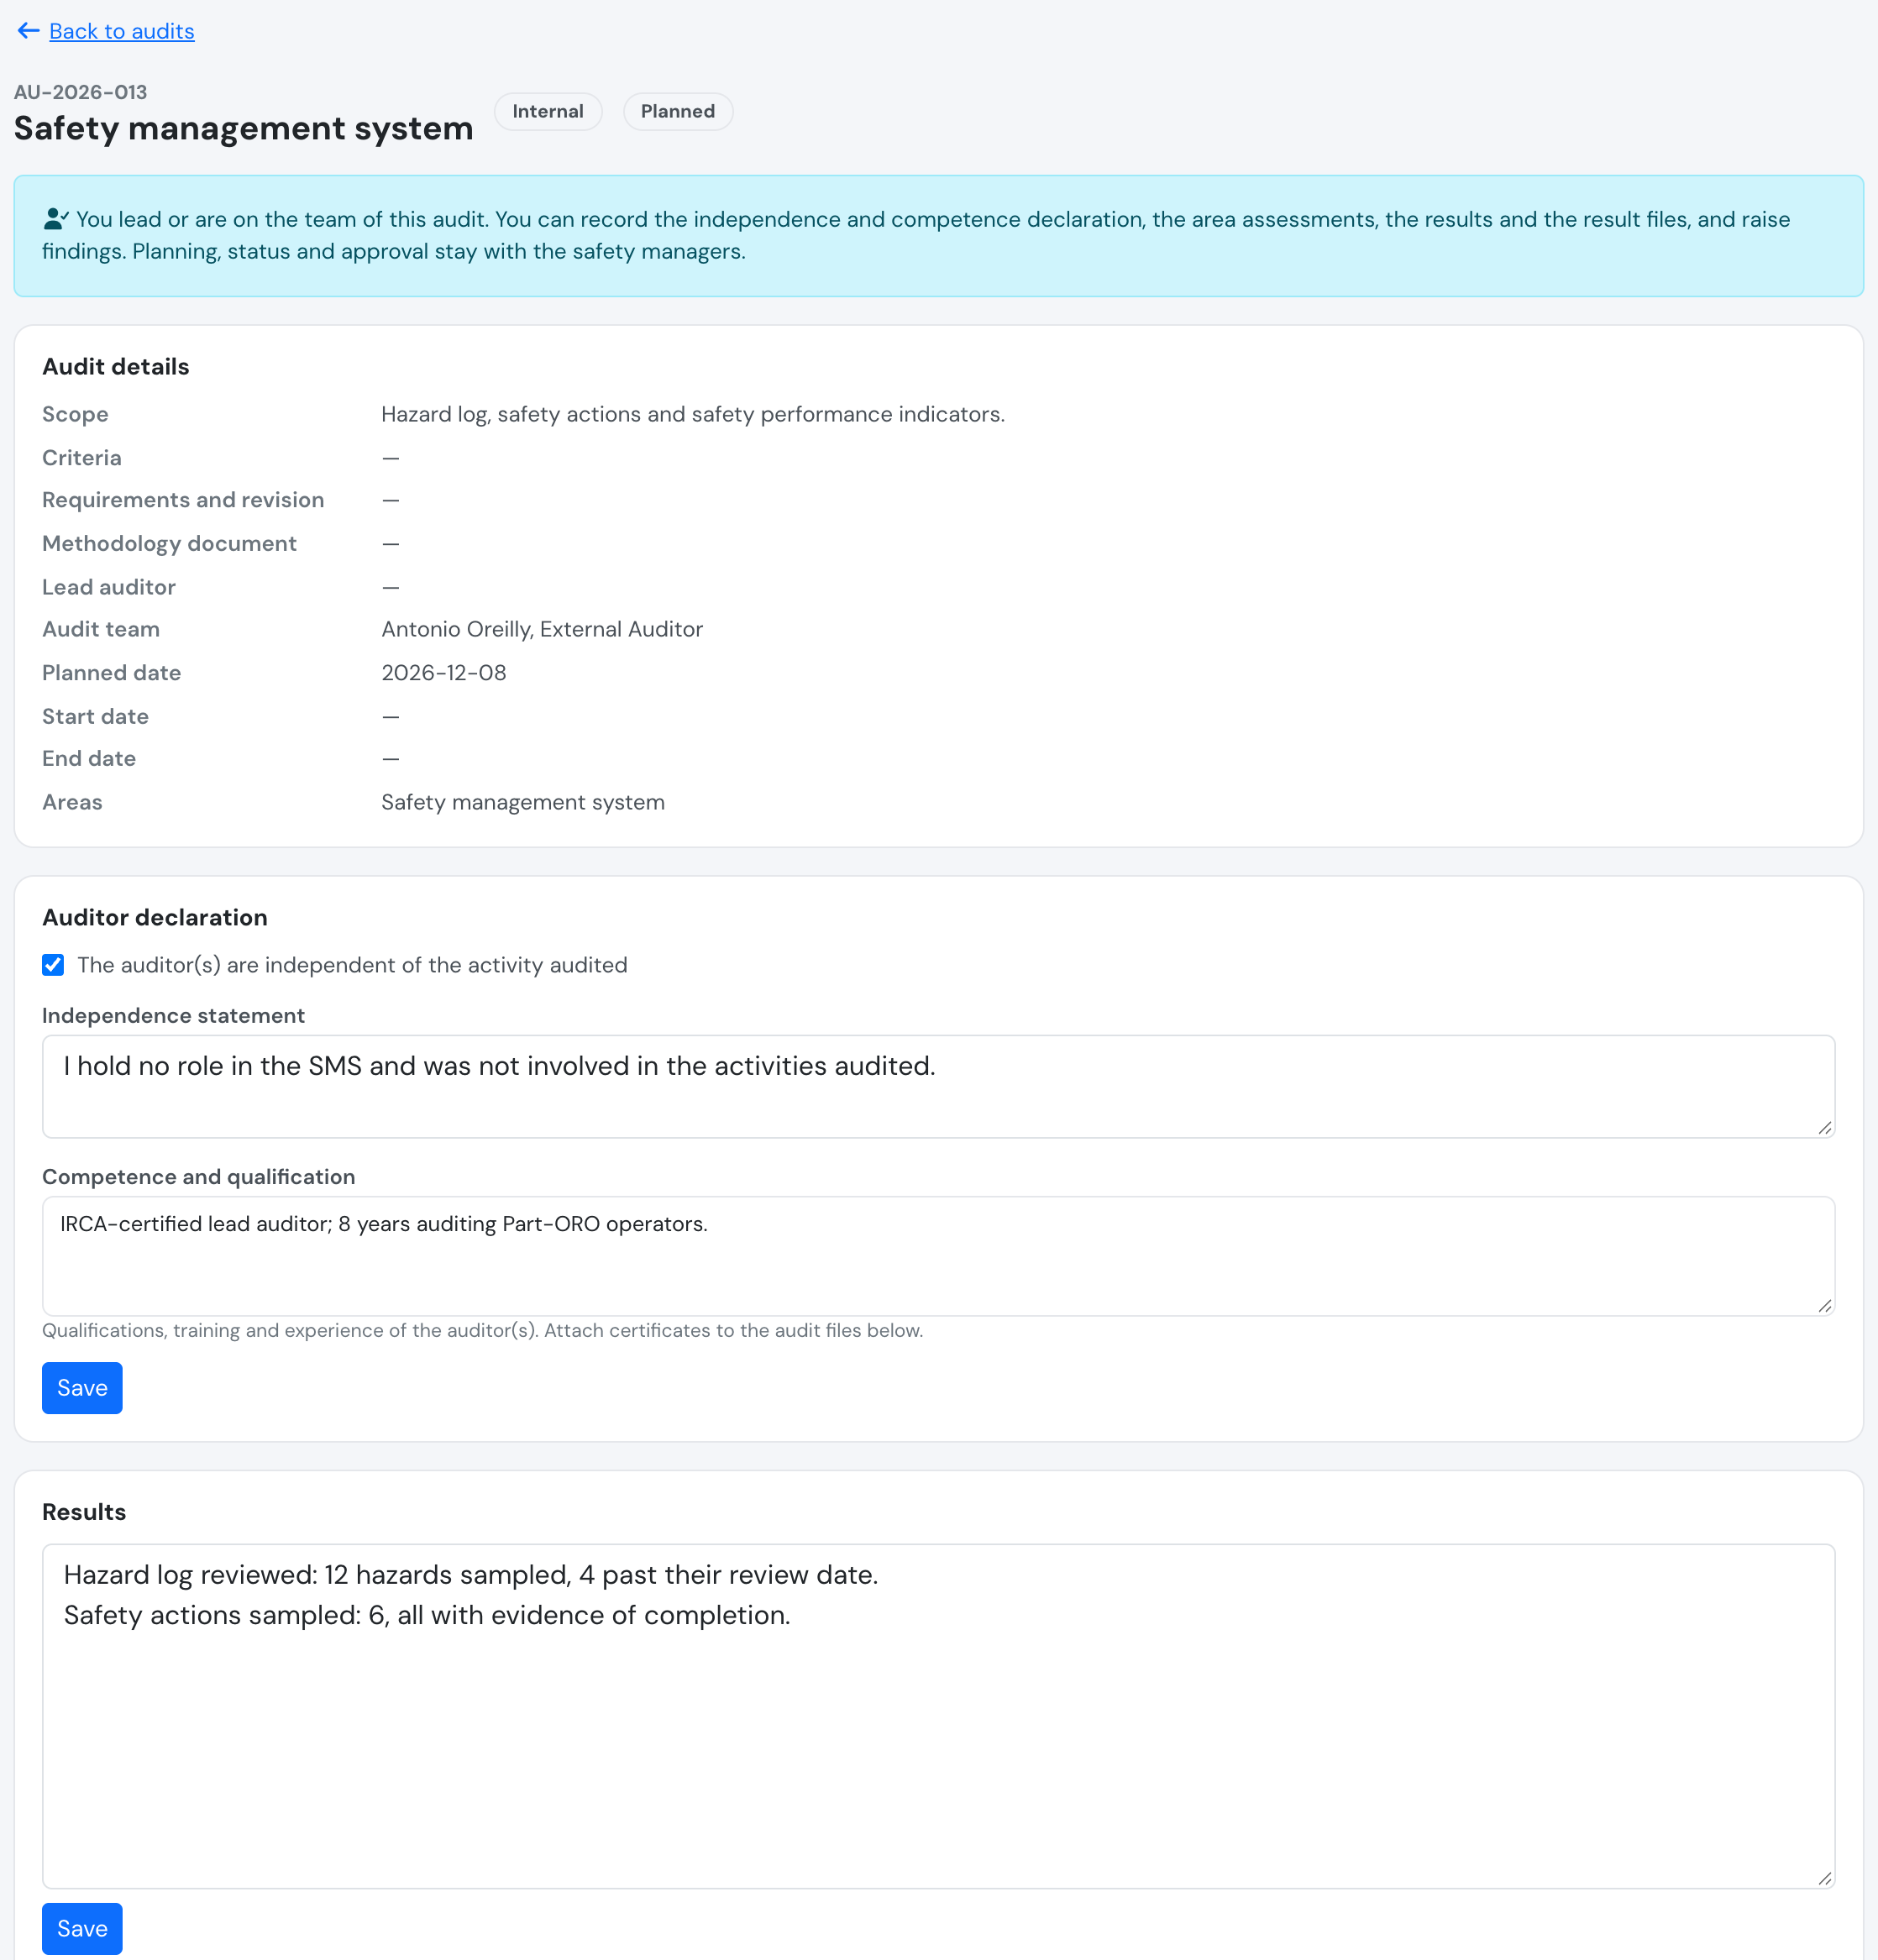 Back to audits
AU-2026-013
Safety management system
Internal
Planned
You lead or are on the team of this audit. You can record the independence and competence declaration, the area assessments, the results and the result files, and raise
findings. Planning, status and approval stay with the safety managers.
Audit details
Scope Hazard log, safety actions and safety performance indicators.
Criteria —
Requirements and revision —
Methodology document —
Lead auditor —
Audit team Antonio Oreilly, External Auditor
Planned date 2026-12-08
Start date —
End date —
Areas Safety management system
Auditor declaration
The auditor(s) are independent of the activity audited
Independence statement
I hold no role in the SMS and was not involved in the activities audited.
Competence and qualification
IRCA-certified lead auditor; 8 years auditing Part-ORO operators.
Qualifications, training and experience of the auditor(s). Attach certificates to the audit files below.
Save
Results
Hazard log reviewed: 12 hazards sampled, 4 past their review date.
Safety actions sampled: 6, all with evidence of completion.
Save